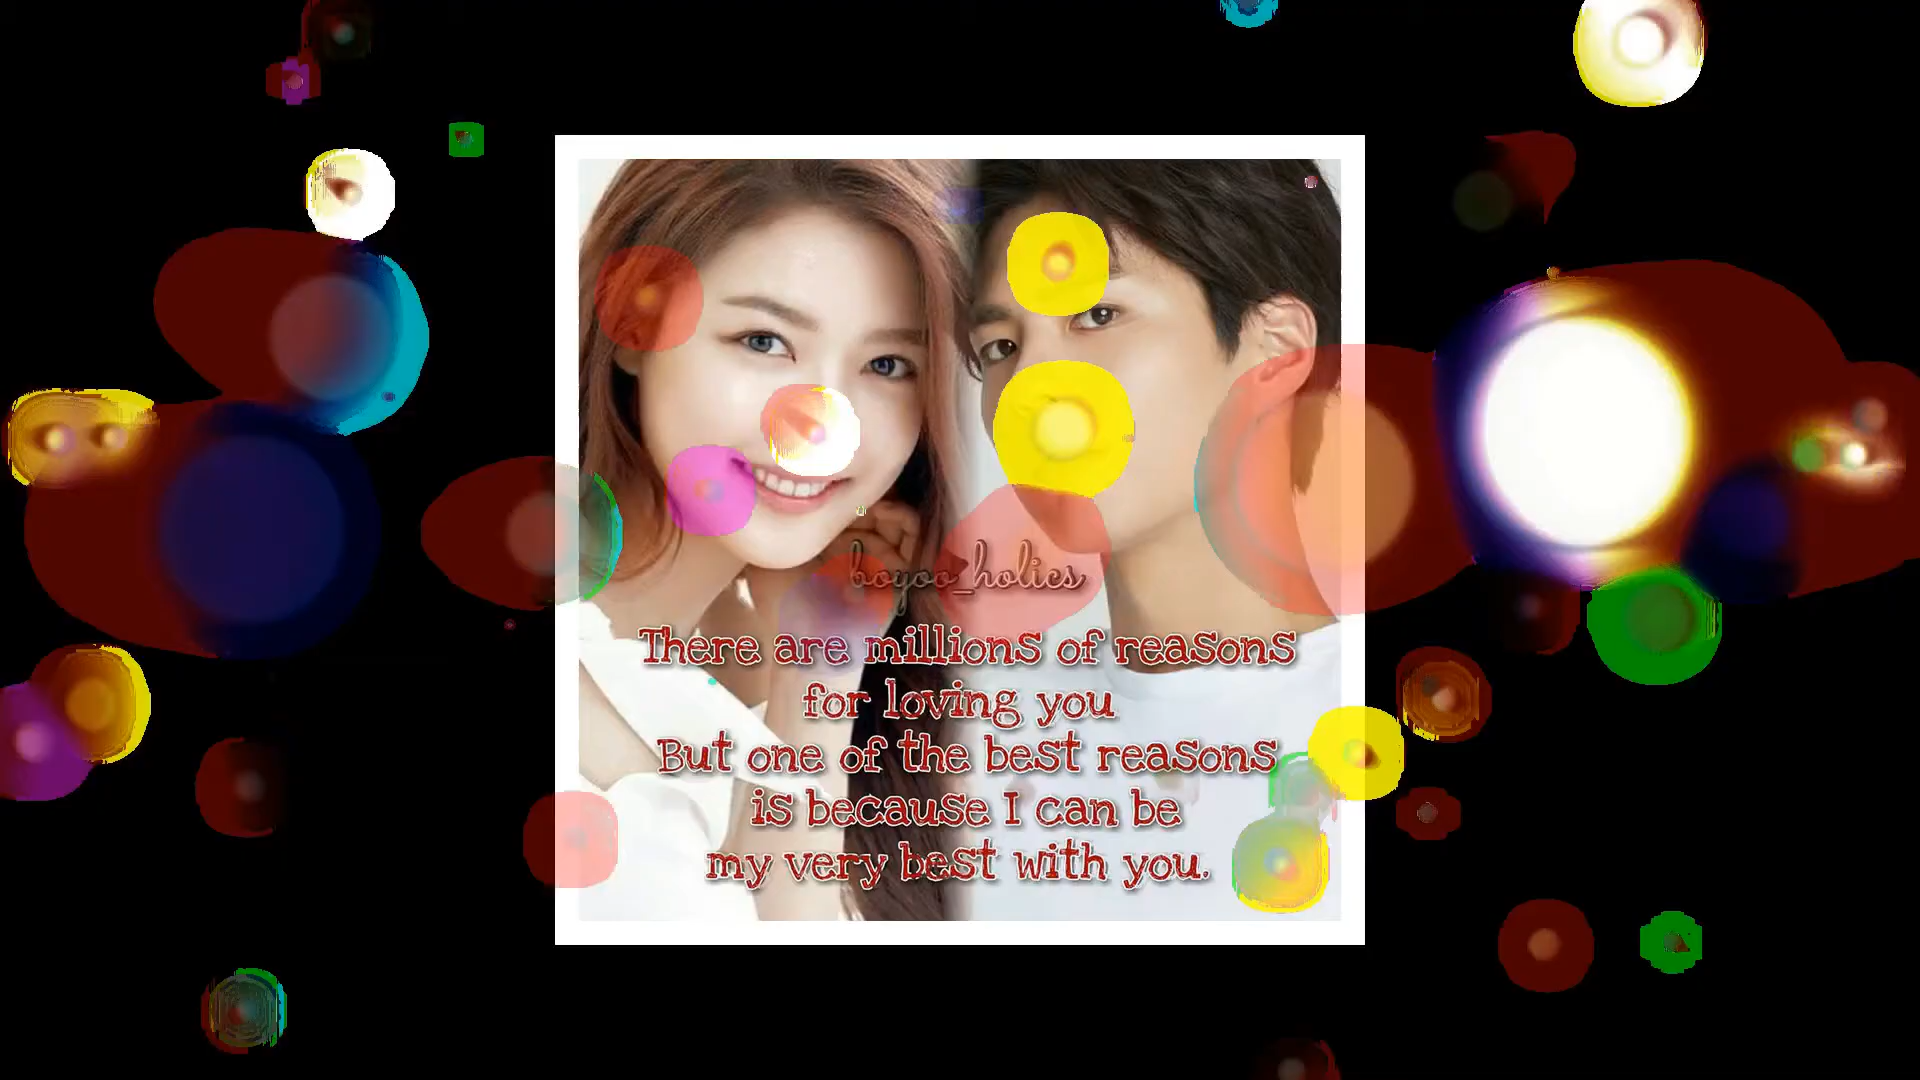 boyoo_holics
There are millions of reasons
for loving you
But one of the best reasons
is because I can be
my very best with you.